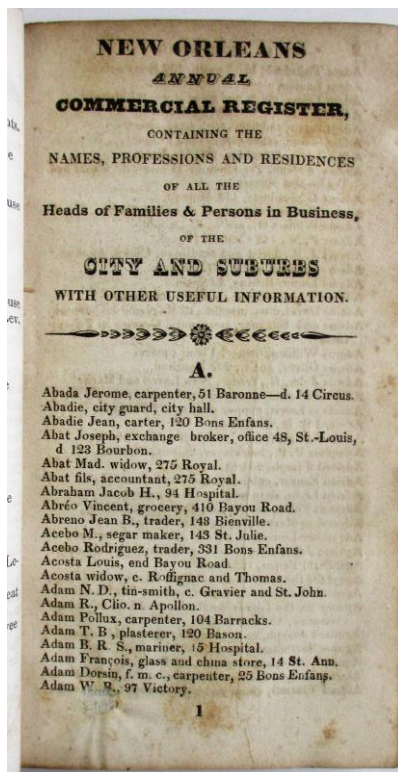 NEW ORLEANS
ANNUAL
COMMERCIAL REGISTER,
CONTAINING THE
NAMES, PROFESSIONS AND RESIDENCES
OF ALL THE
Heads of Families & Persons in Business,
OF THE
CITY AND SUBURBS
WITH OTHER USEFUL INFORMATION.
A.
Abada Jerome, carpenter, 51 Baronne—d. 14 Circus.
Abadie, city guard, city hall.
Abadie Jean, carter, 120 Bons Enfans.
Abat Joseph, exchange broker, office 48, St.-Louis,
d 123 Bourbon.
Abat Mad. widow, 275 Royal.
Abat fils, accountant, 275 Royal.
Abraham Jacob H., 94 Hospital.
Abréo Vincent, grocery, 410 Bayou Road.
Abreno Jean B., trader, 148 Bienville.
Acebo M., segar maker, 143 St. Julie.
Acebo Rodriguez, trader, 331 Bons Enfans.
Acosta Louis, end Bayou Road
Acosta widow, c. Roffignac and Thomas.
Adam N. D., tin-smith, c. Gravier and St. John.
Adam R., Clio. n. Apollon.
Adam Pollux, carpenter, 104 Barracks.
Adam T. B, plasterer, 120 Bason.
Adam B. R. S., mariner, 15 Hospital.
Adam François, glass and china store, 14 St. Ann.
Adam Dorsin, f. m. c., carpenter, 25 Bons Enfans.
Adam W. , 97 Victory.
1